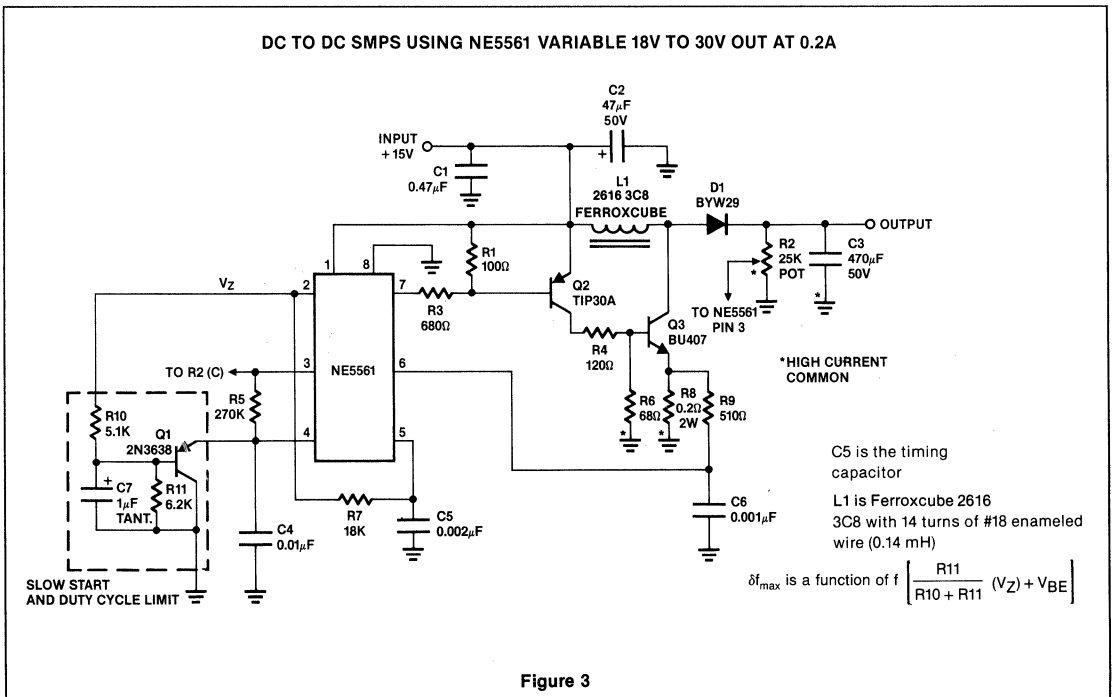 DC TO DC SMPS USING NE5561 VARIABLE 18V TO 30V OUT AT 0.2A
C2
47μF
50V
INPUT
+15V
+
C1
0.47μF
L1
2616 3C8
FERROXCUBE
D1
BYW29
OUTPUT
R1
100Ω
R2
25K
POT
*
C3
470μF
50V
*
1
8
VZ
2
7
R3
680Ω
Q2
TIP30A
TO NE5561
PIN 3
Q3
BU407
R4
120Ω
*HIGH CURRENT
COMMON
TO R2 (C)
3
NE5561
6
R5
270K
R10
5.1K
Q1
2N3638
4
5
R6
68Ω
*
R8
0.2Ω
2W
*
R9
510Ω
+
C7
1μF
TANT.
R11
6.2K
R7
18K
C5
0.002μF
C4
0.01μF
C6
0.001μF
C5 is the timing
capacitor
L1 is Ferroxcube 2616
3C8 with 14 turns of #18 enameled
wire (0.14 mH)
SLOW START
AND DUTY CYCLE LIMIT
δfmax is a function of f [ R11 / R10 + R11 (VZ) + VBE ]
Figure 3